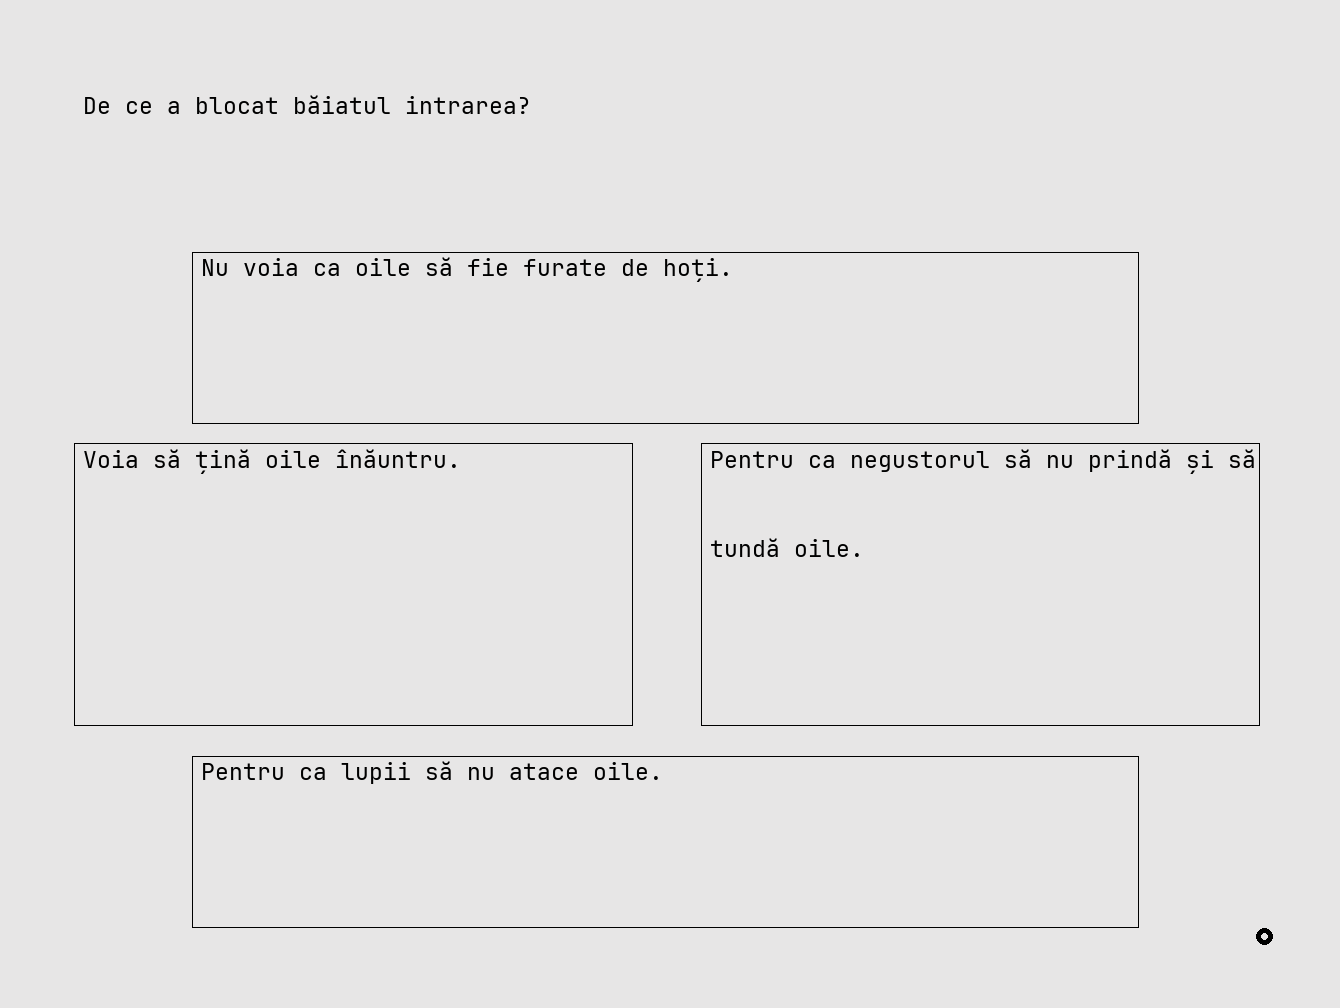 De ce a blocat băiatul intrarea?
Nu voia ca oile să fie furate de hoți.
Voia să țină oile înăuntru.
Pentru ca negustorul să nu prindă și să
tundă oile.
Pentru ca lupii să nu atace oile.